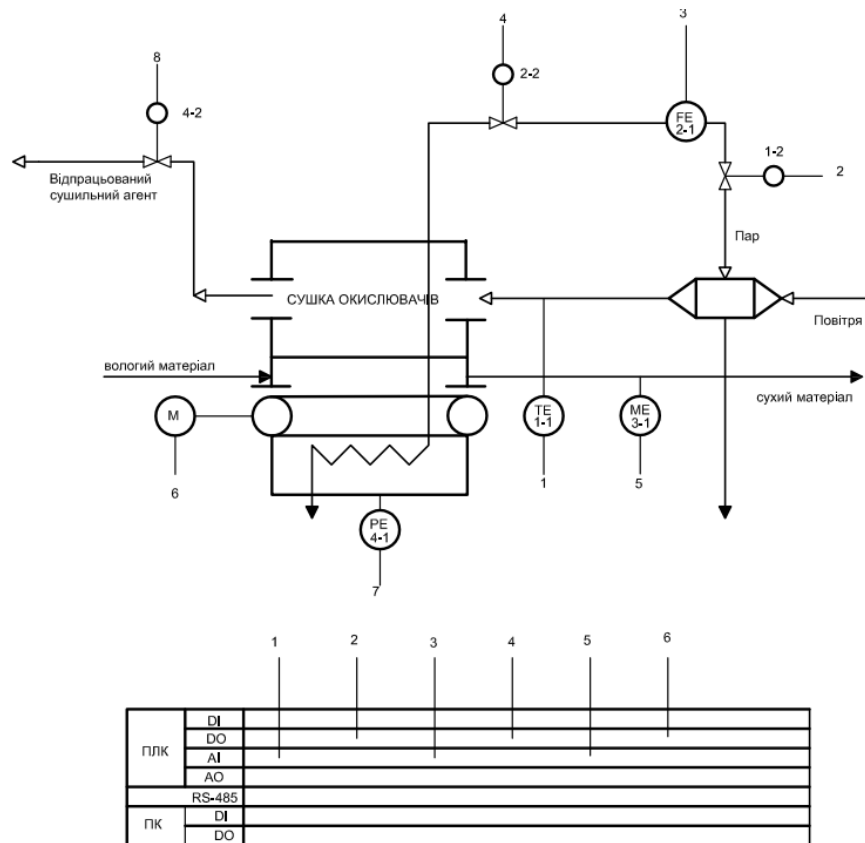 4
3
8
2-2
4-2
FE
2-1
1-2
2
Відпрацьований
сушильний агент
Пар
СУШКА ОКИСЛЮВАЧІВ
Повітря
вологий матеріал
сухий матеріал
M
TE
1-1
ME
3-1
6
1
5
PE
4-1
7
1
2
3
4
5
6
ПЛК
DI
DO
AI
AO
RS-485
ПК
DI
DO